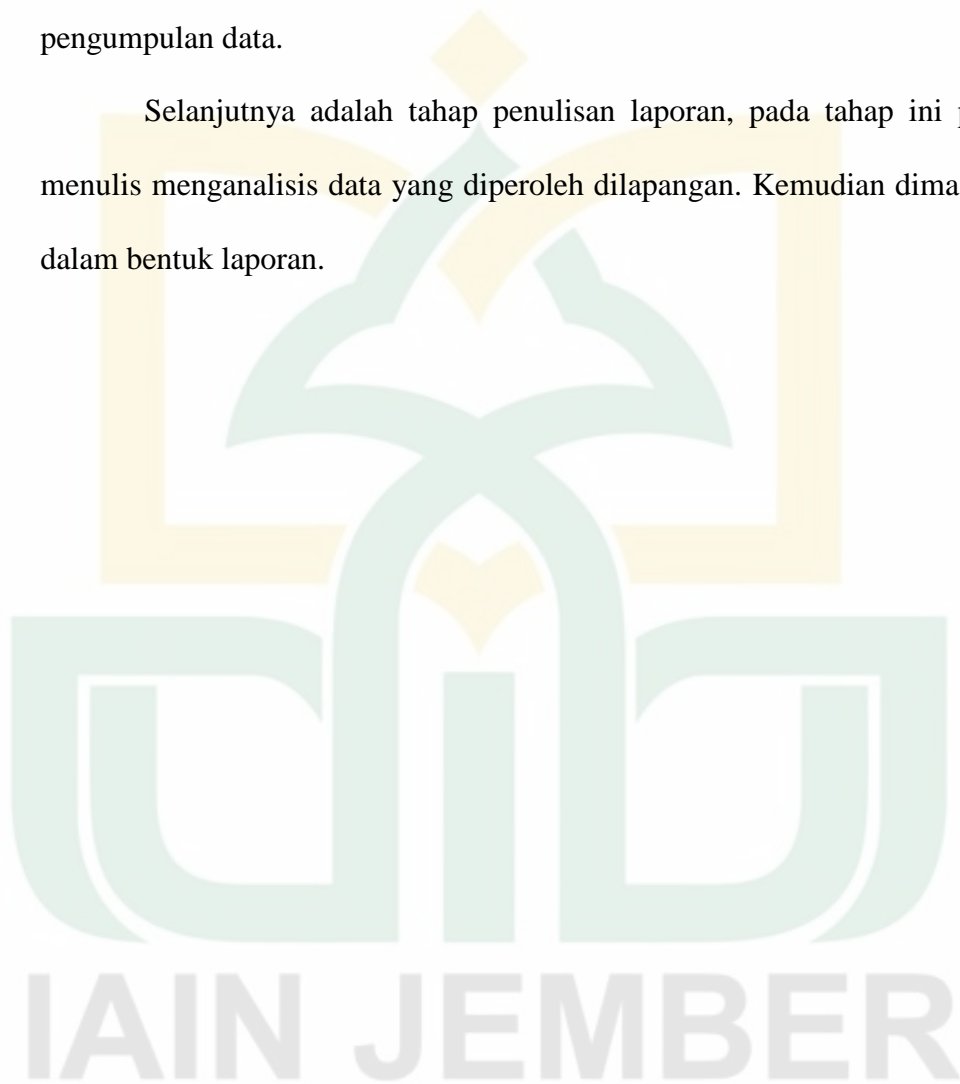 pengumpulan data.
Selanjutnya adalah tahap penulisan laporan, pada tahap ini
menulis menganalisis data yang diperoleh dilapangan. Kemudian
dalam bentuk laporan.
IAIN JEMBER